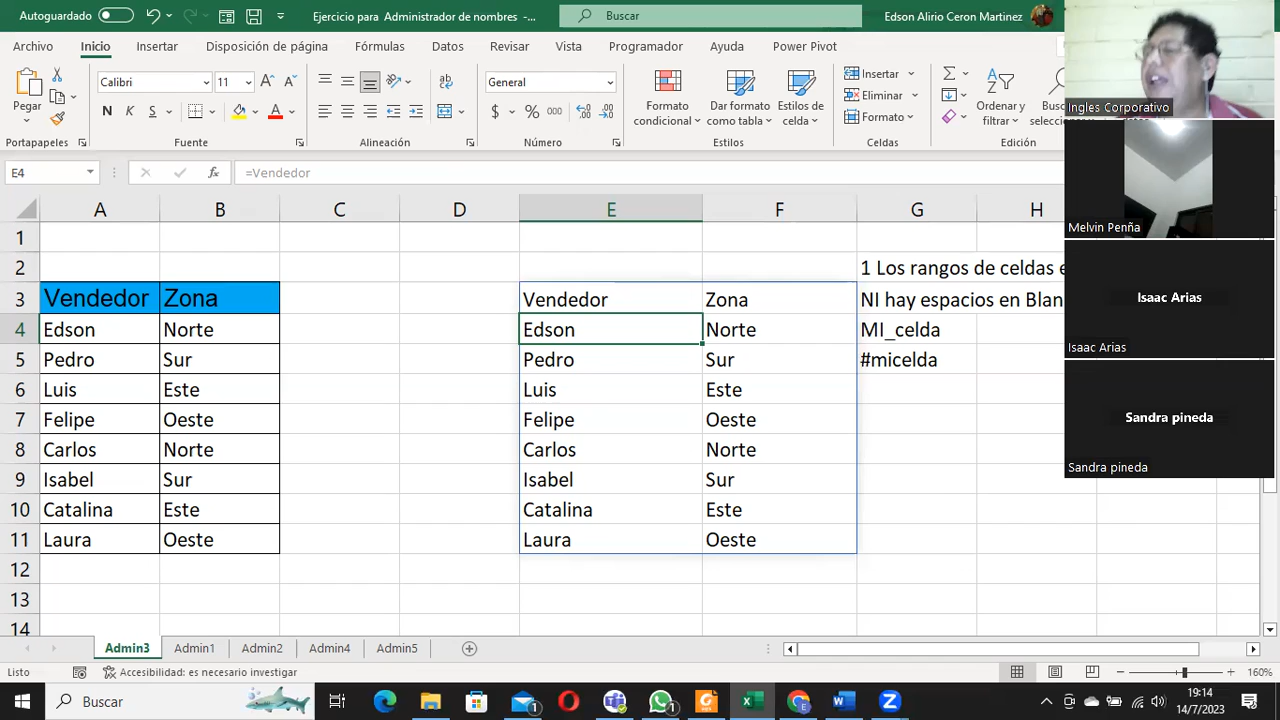 Autoguardado
Ejercicio para Administrador de nombres -...
Buscar
Edson Alirio Ceron Martinez
Archivo Inicio Insertar Disposición de página Fórmulas Datos Revisar Vista Programador Ayuda Power Pivot
Pegar
Calibri 11
N K S
General
$ % 000
Formato condicional
Dar formato como tabla
Estilos de celdas
Insertar
Eliminar
Formato
Ordenar y filtrar
Portapapeles Fuente Alineación Número Estilos Celdas Edición
E4 fx =Vendedor
A B C D E F G H
1
2 1 Los rangos de celdas e
3 Vendedor Zona Vendedor Zona NI hay espacios en Blan
4 Edson Norte Edson Norte MI_celda
5 Pedro Sur Pedro Sur #micelda
6 Luis Este Luis Este
7 Felipe Oeste Felipe Oeste
8 Carlos Norte Carlos Norte
9 Isabel Sur Isabel Sur
10 Catalina Este Catalina Este
11 Laura Oeste Laura Oeste
12
13
14
Admin3 Admin1 Admin2 Admin4 Admin5
Listo Accesibilidad: es necesario investigar 160%
Buscar
19:14
14/7/2023
Ingles Corporativo
Melvin Penña
Isaac Arias
Isaac Arias
Sandra pineda
Sandra pineda